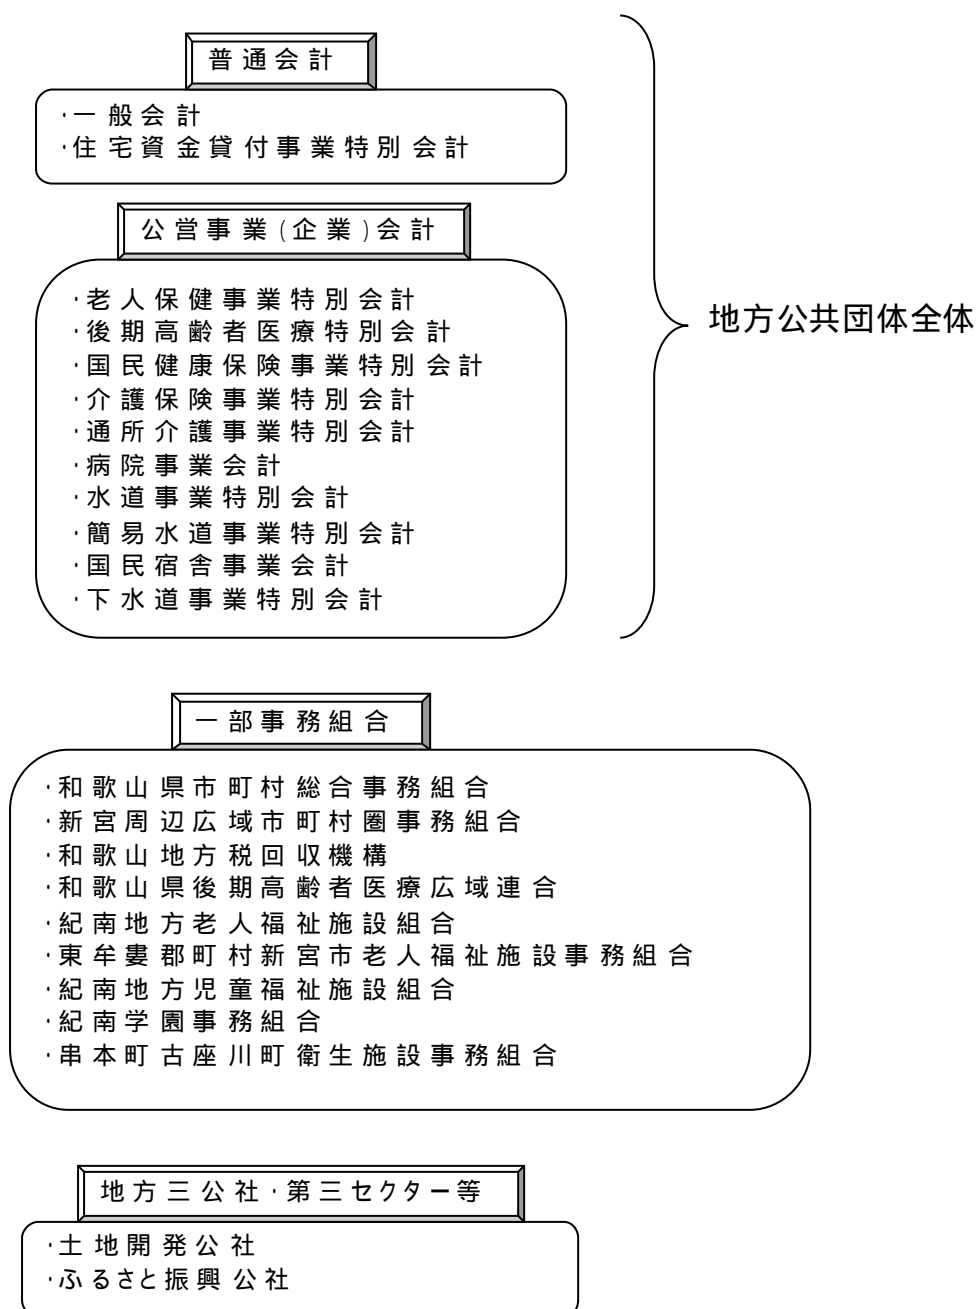 普通会計
・一般会計
・住宅資金貸付事業特別会計
公営事業(企業)会計
・老人保健事業特別会計
・後期高齢者医療特別会計
・国民健康保険事業特別会計
・介護保険事業特別会計
・通所介護事業特別会計
・病院事業会計
・水道事業特別会計
・簡易水道事業特別会計
・国民宿舎事業会計
・下水道事業特別会計
地方公共団体全体
一部事務組合
・和歌山県市町村総合事務組合
・新宮周辺広域市町村圏事務組合
・和歌山地方税回収機構
・和歌山県後期高齢者医療広域連合
・紀南地方老人福祉施設組合
・東牟婁郡町村新宮市老人福祉施設事務組合
・紀南地方児童福祉施設組合
・紀南学園事務組合
・串本町古座川町衛生施設事務組合
地方三公社・第三セクター等
・土地開発公社
・ふるさと振興公社